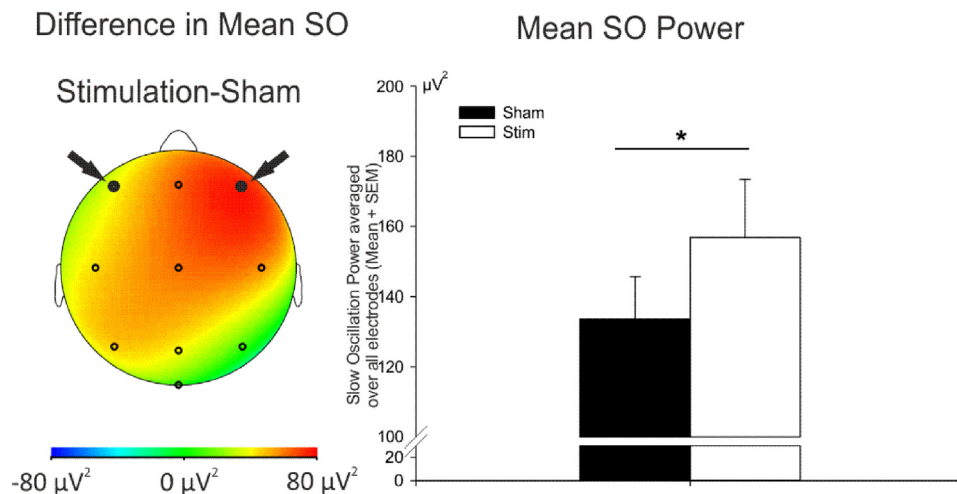 Difference in Mean SO
Stimulation-Sham
-80 µV²
0 µV²
80 µV²
Mean SO Power
µV²
Sham
Stim
*
Slow Oscillation Power averaged
over all electrodes (Mean + SEM)
200
180
160
140
120
100
20
0